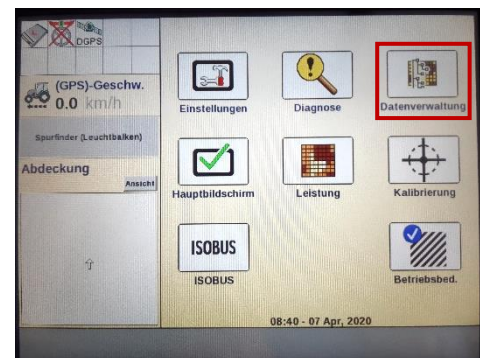 DGPS
(GPS)-Geschw.
0.0 km/h
Spurfinder (Leuchtbalken)
Abdeckung
Ansicht
Einstellungen
Diagnose
Datenverwaltung
Hauptbildschirm
Leistung
Kalibrierung
ISOBUS
ISOBUS
Betriebsbed.
08:40 - 07 Apr, 2020